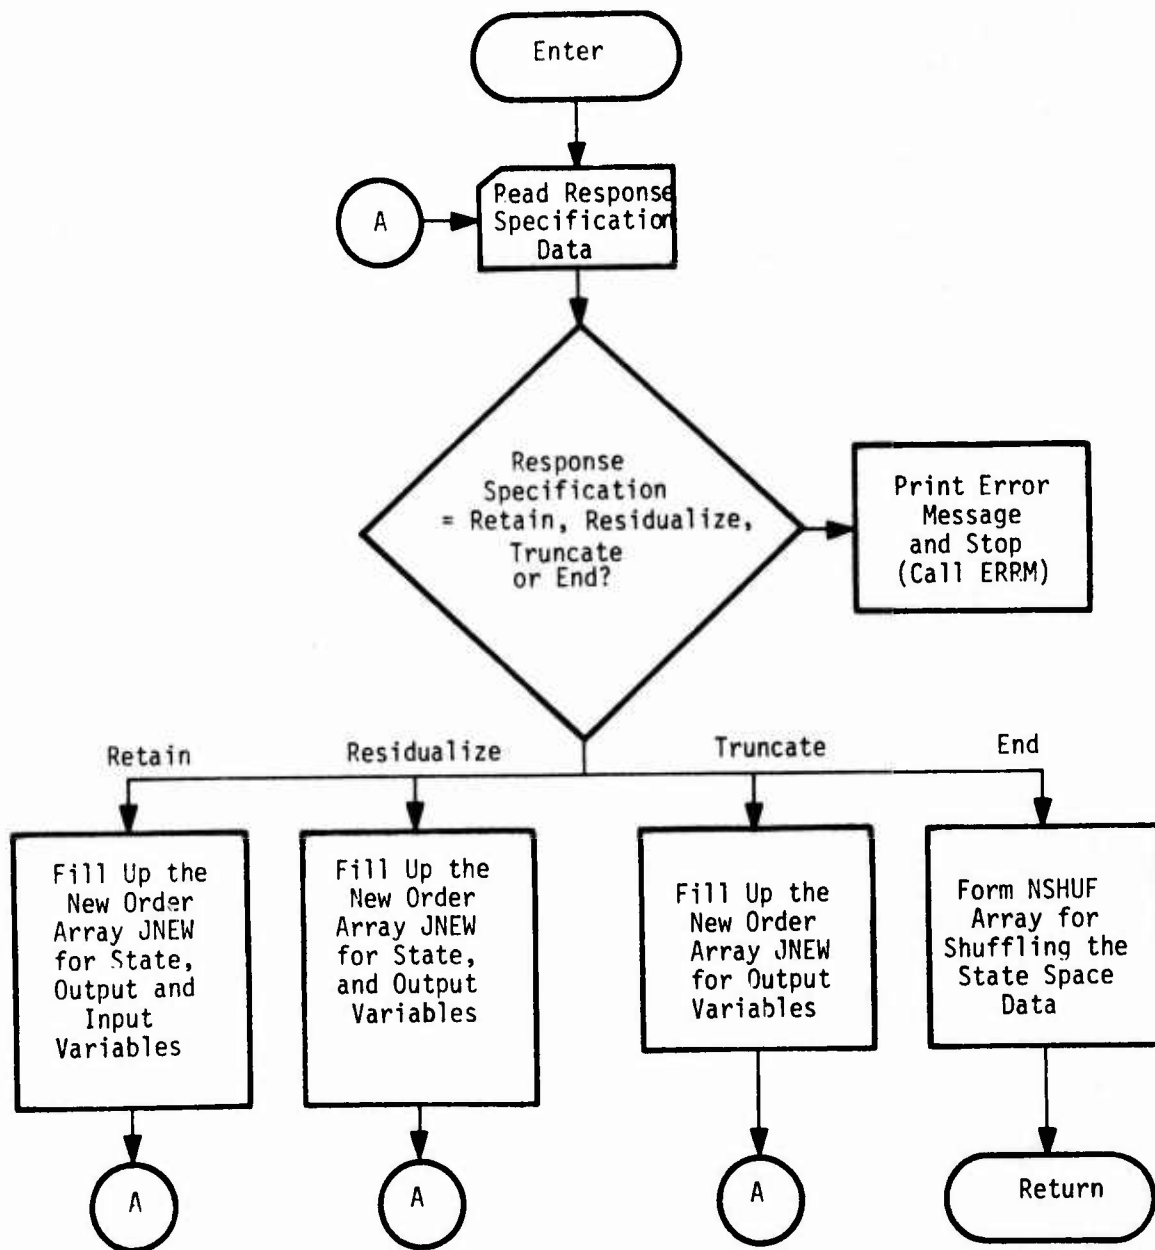 Enter
A
Read Response
Specification
Data
Response
Specification
= Retain, Residualize,
Truncate
or End?
Print Error
Message
and Stop
(Call ERRM)
Retain
Residualize
Truncate
End
Fill Up the
New Order
Array JNEW
for State,
Output and
Input
Variables
Fill Up the
New Order
Array JNEW
for State,
and Output
Variables
Fill Up the
New Order
Array JNEW
for Output
Variables
Form NSHUF
Array for
Shuffling the
State Space
Data
A
A
A
Return